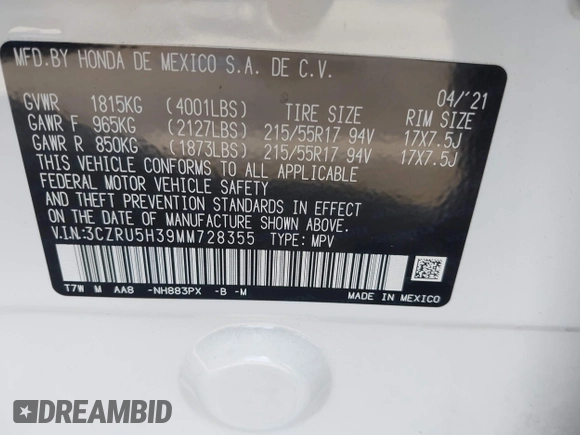 MFD.BY HONDA DE MEXICO S.A. DE C.V.
04/'21
GVWR 1815KG (4001LBS) TIRE SIZE RIM SIZE
GAWR F 965KG (2127LBS) 215/55R17 94V 17X7.5J
GAWR R 850KG (1873LBS) 215/55R17 94V 17X7.5J
THIS VEHICLE CONFORMS TO ALL APPLICABLE
FEDERAL MOTOR VEHICLE SAFETY
AND THEFT PREVENTION STANDARDS IN EFFECT
ON THE DATE OF MANUFACTURE SHOWN ABOVE.
V.I.N:3CZRU5H39MM728355 TYPE: MPV
T7W M AA8 -NH883PX -B -M
MADE IN MEXICO
DREAMBID